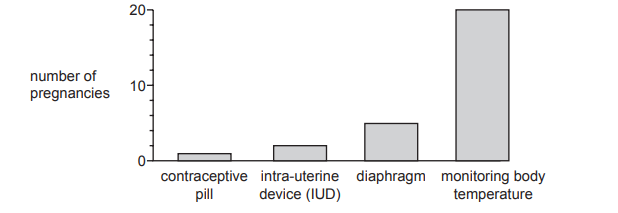 20
number of
pregnancies
10
0
contraceptive
pill
intra-uterine
device (IUD)
diaphragm
monitoring body
temperature